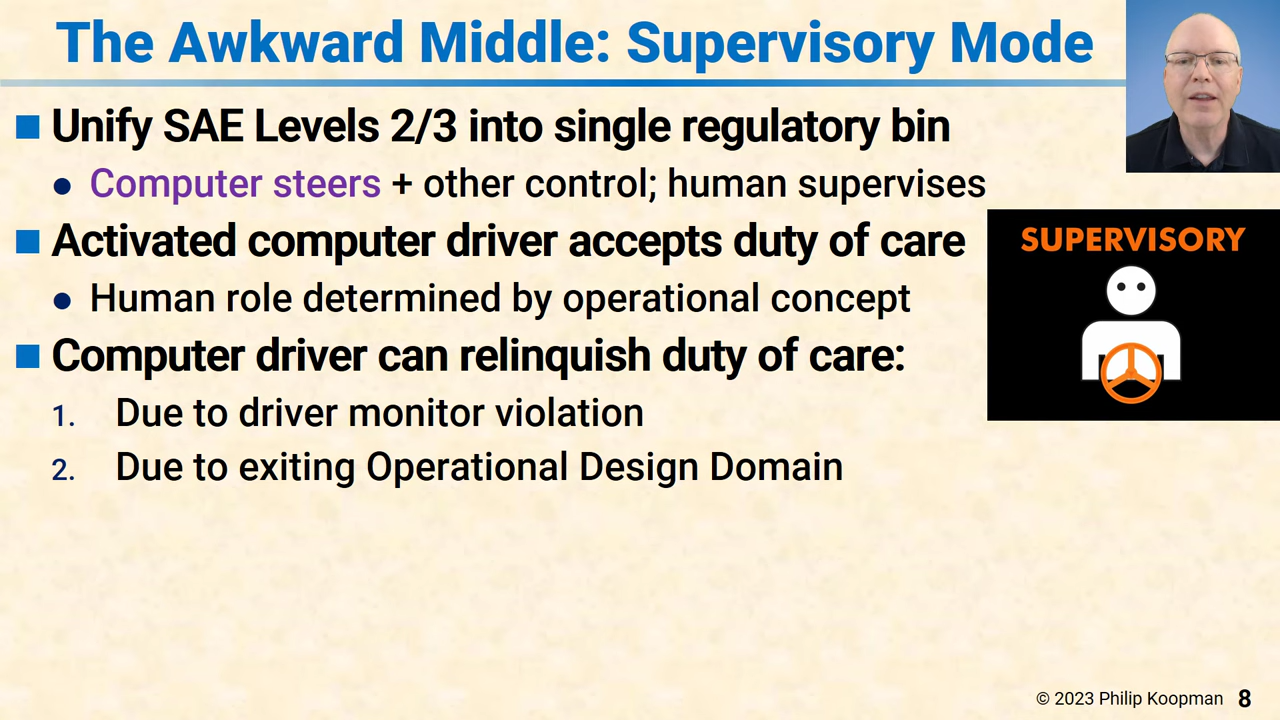 The Awkward Middle: Supervisory Mode
Unify SAE Levels 2/3 into single regulatory bin
Computer steers + other control; human supervises
Activated computer driver accepts duty of care
SUPERVISORY
Human role determined by operational concept
Computer driver can relinquish duty of care:
1. Due to driver monitor violation
2. Due to exiting Operational Design Domain
© 2023 Philip Koopman 8